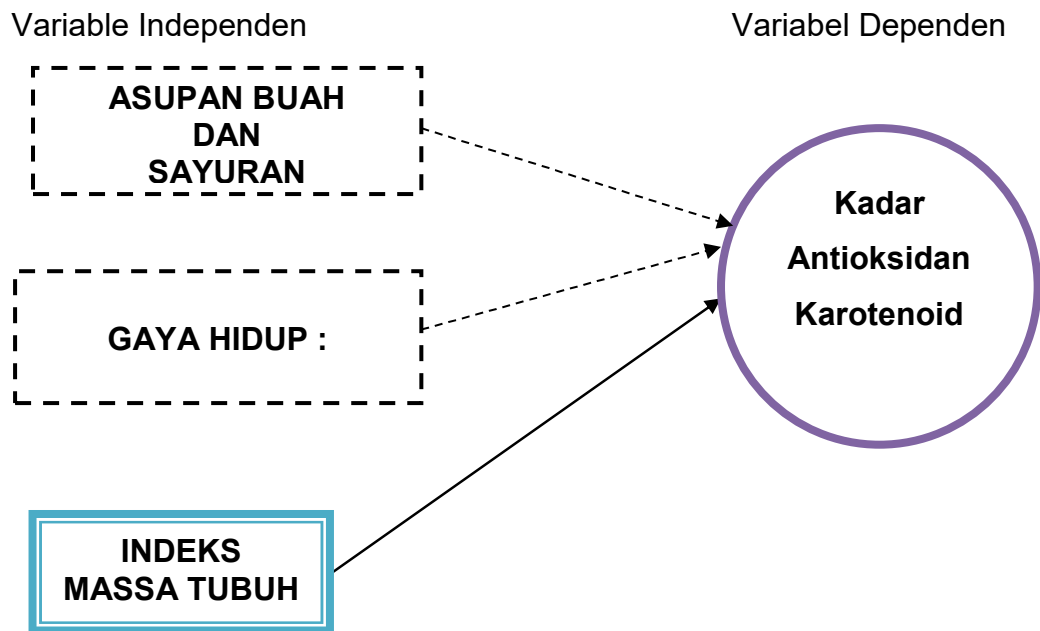 Variable Independen
Variabel Dependen
ASUPAN BUAH
DAN
SAYURAN
GAYA HIDUP :
INDEKS
MASSA TUBUH
Kadar
Antioksidan
Karotenoid